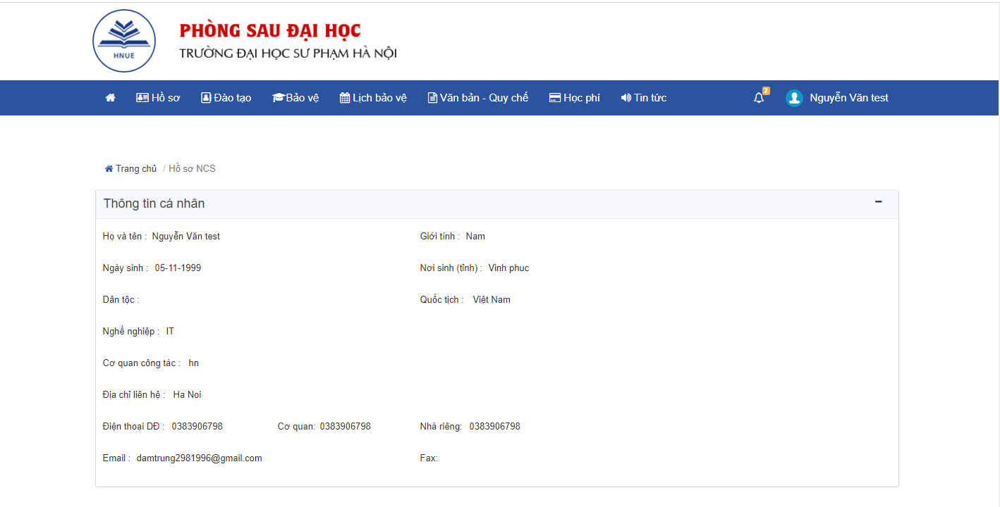 HNUE
PHÒNG SAU ĐẠI HỌC
TRƯỜNG ĐẠI HỌC SƯ PHẠM HÀ NỘI
Hồ sơ Đào tạo Bảo vệ Lịch bảo vệ Văn bản - Quy chế Học phí Tin tức 2 Nguyễn Văn test
Trang chủ / Hồ sơ NCS
Thông tin cá nhân
Họ và tên : Nguyễn Văn test Giới tính : Nam
Ngày sinh : 05-11-1999 Nơi sinh (tỉnh) : Vinh phuc
Dân tộc : Quốc tịch : Việt Nam
Nghề nghiệp : IT
Cơ quan công tác : hn
Địa chỉ liên hệ : Ha Noi
Điện thoại DĐ : 0383906798 Cơ quan: 0383906798 Nhà riêng: 0383906798
Email : damtrung2981996@gmail.com Fax: